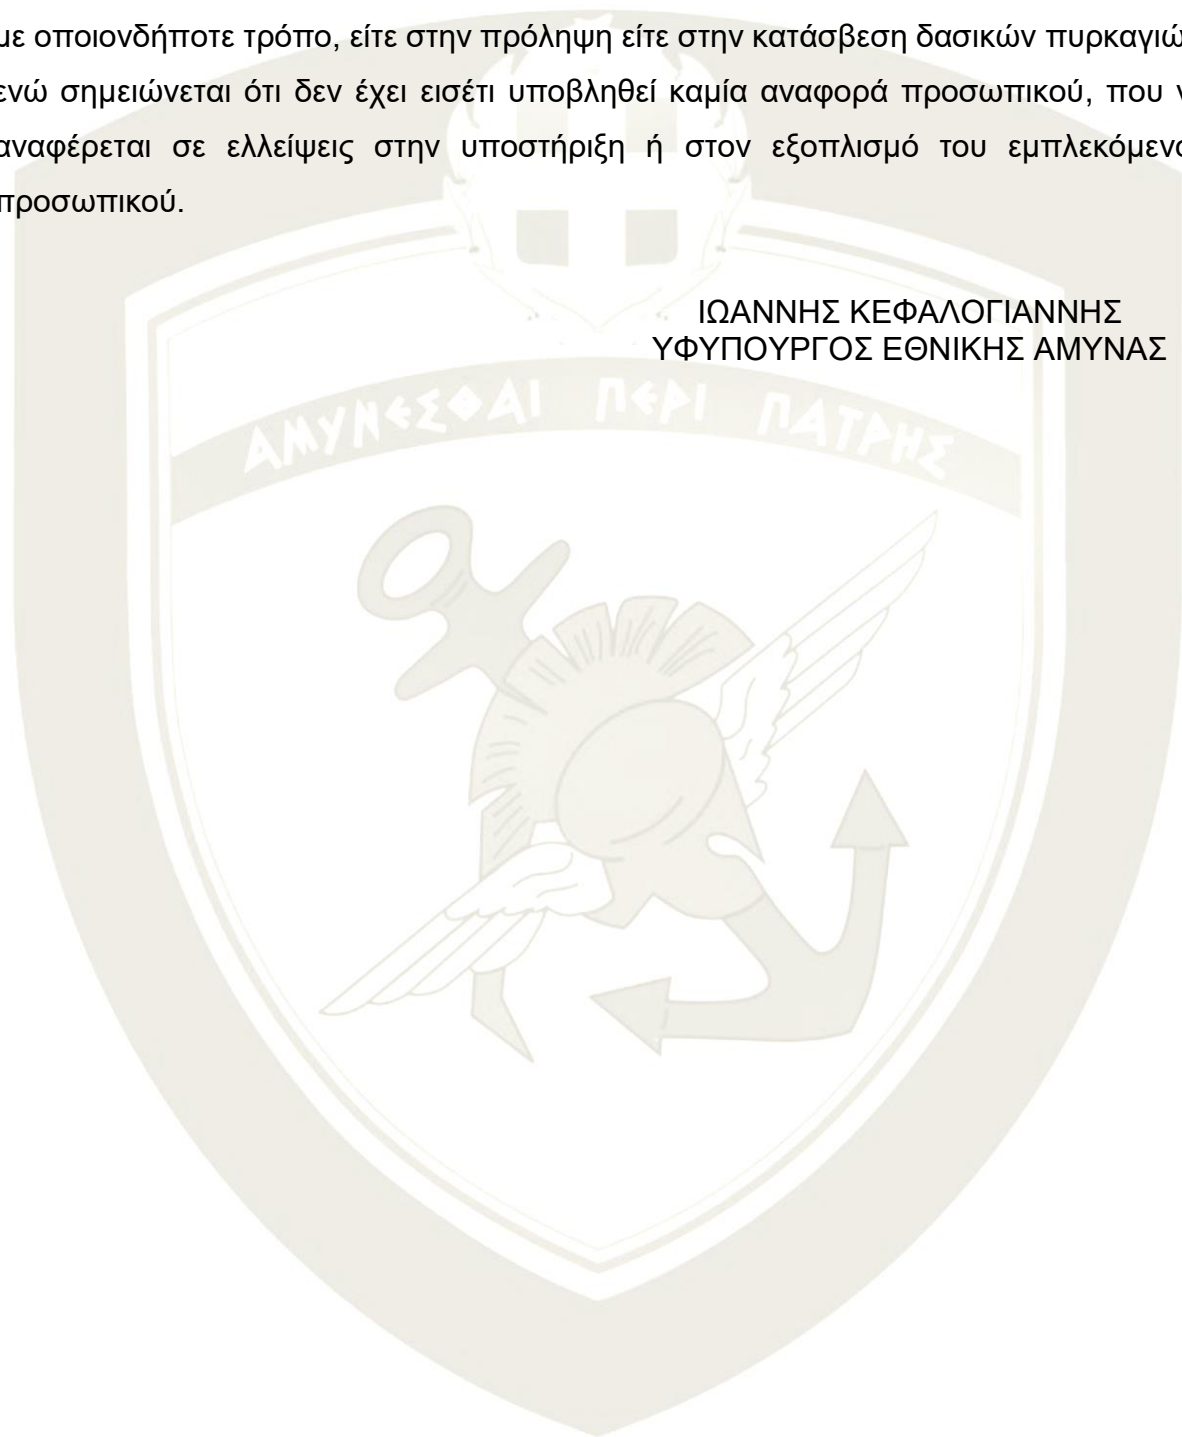 με οποιονδήποτε τρόπο, είτε στην πρόληψη είτε στην κατάσβεση δασικών πυρκαγιώ
ενώ σημειώνεται ότι δεν έχει εισέτι υποβληθεί καμία αναφορά προσωπικού, που ν
αναφέρεται σε ελλείψεις στην υποστήριξη ή στον εξοπλισμό του εμπλεκόμενο
προσωπικού.
ΙΩΑΝΝΗΣ ΚΕΦΑΛΟΓΙΑΝΝΗΣ
ΥΦΥΠΟΥΡΓΟΣ ΕΘΝΙΚΗΣ ΑΜΥΝΑΣ
ΑΜΥΝΕΣΘΑΙ ΠΕΡΙ ΠΑΤΡΗΣ